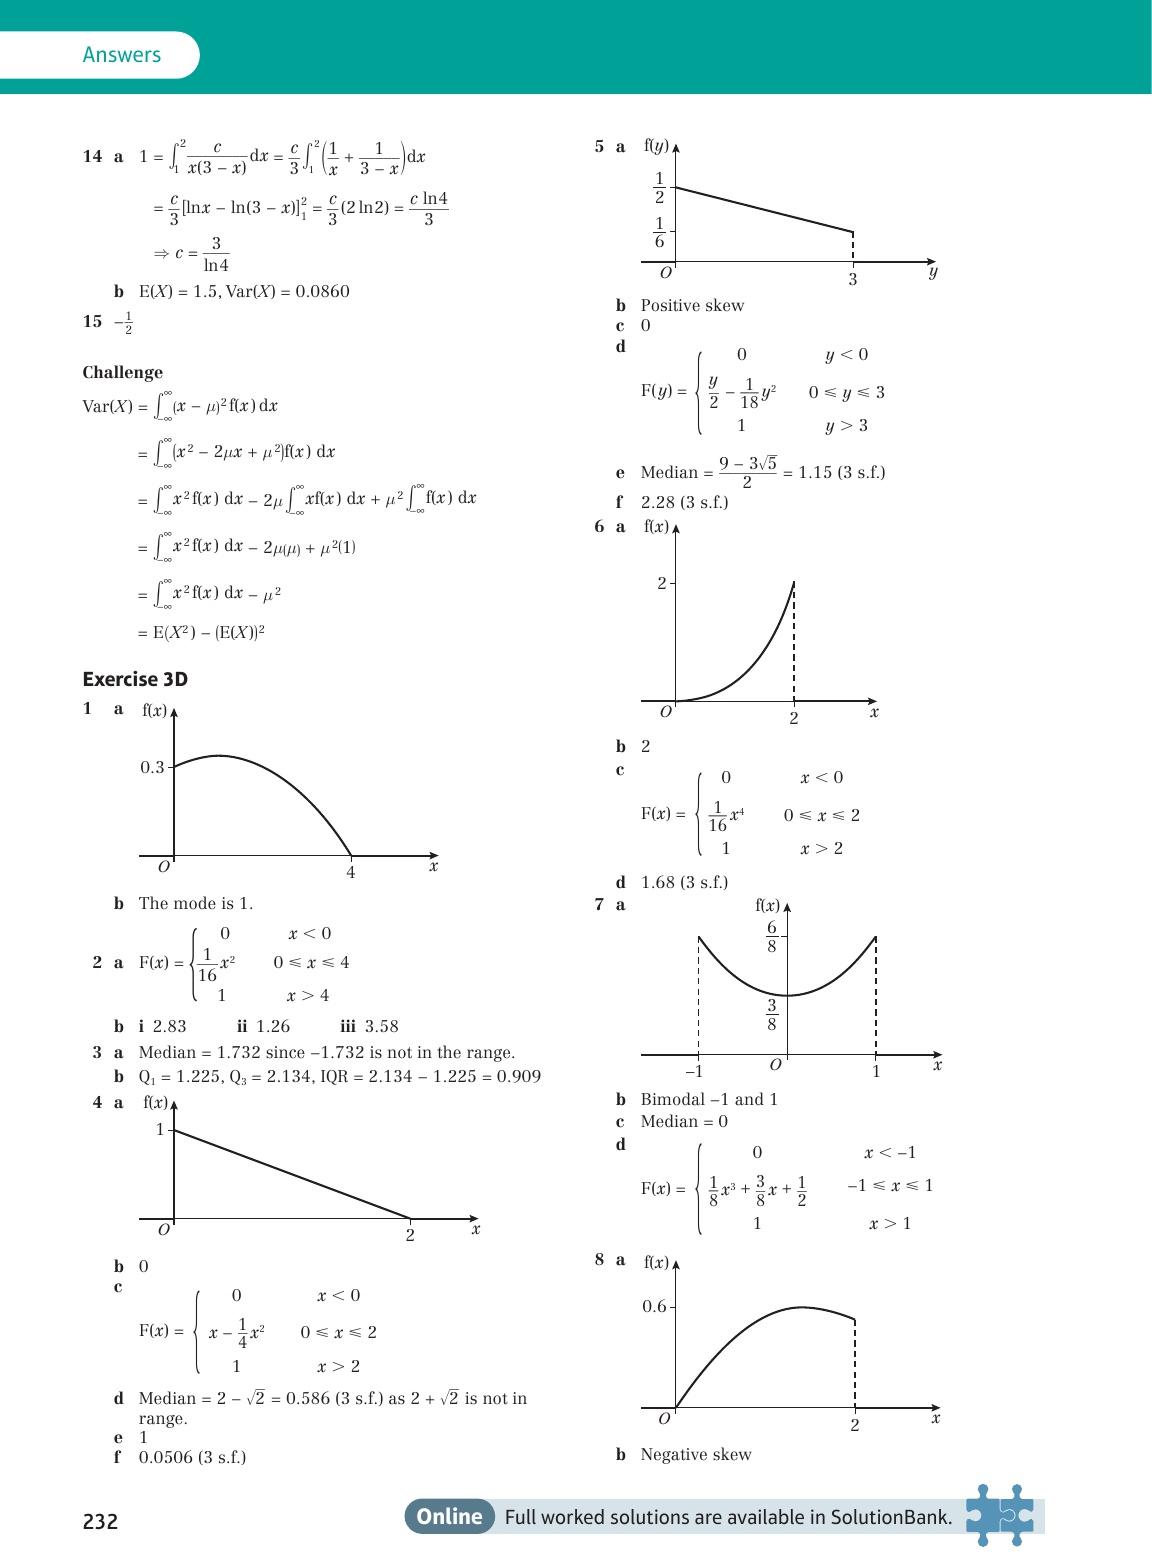 Answers
14 a 1 = ∫₁² c/(x(3 − x)) dx = c/3 ∫₁² (1/x + 1/(3 − x)) dx
= c/3 [lnx − ln(3 − x)]₁² = c/3 (2 ln2) = c ln4/3
⇒ c = 3/ln4
b E(X) = 1.5, Var(X) = 0.0860
15 −1/2
Challenge
Var(X) = ∫₋∞^∞ (x − μ)² f(x) dx
= ∫₋∞^∞ (x² − 2μx + μ²)f(x) dx
= ∫₋∞^∞ x² f(x) dx − 2μ ∫₋∞^∞ xf(x) dx + μ² ∫₋∞^∞ f(x) dx
= ∫₋∞^∞ x² f(x) dx − 2μ(μ) + μ²(1)
= ∫₋∞^∞ x² f(x) dx − μ²
= E(X²) − (E(X))²
Exercise 3D
1 a f(x)
0.3
O 4 x
b The mode is 1.
2 a F(x) = { 0 x < 0
1/16 x² 0 ⩽ x ⩽ 4
1 x > 4
b i 2.83 ii 1.26 iii 3.58
3 a Median = 1.732 since −1.732 is not in the range.
b Q₁ = 1.225, Q₃ = 2.134, IQR = 2.134 − 1.225 = 0.909
4 a f(x)
1
O 2 x
b 0
c
F(x) = { 0 x < 0
x − 1/4 x² 0 ⩽ x ⩽ 2
1 x > 2
d Median = 2 − √2 = 0.586 (3 s.f.) as 2 + √2 is not in
range.
e 1
f 0.0506 (3 s.f.)
5 a f(y)
1/2
1/6
O 3 y
b Positive skew
c 0
d
F(y) = { 0 y < 0
y/2 − 1/18 y² 0 ⩽ y ⩽ 3
1 y > 3
e Median = (9 − 3√5)/2 = 1.15 (3 s.f.)
f 2.28 (3 s.f.)
6 a f(x)
2
O 2 x
b 2
c
F(x) = { 0 x < 0
1/16 x⁴ 0 ⩽ x ⩽ 2
1 x > 2
d 1.68 (3 s.f.)
7 a f(x)
6/8
3/8
−1 O 1 x
b Bimodal −1 and 1
c Median = 0
d
F(x) = { 0 x < −1
1/8 x³ + 3/8 x + 1/2 −1 ⩽ x ⩽ 1
1 x > 1
8 a f(x)
0.6
O 2 x
b Negative skew
232
Online Full worked solutions are available in SolutionBank.